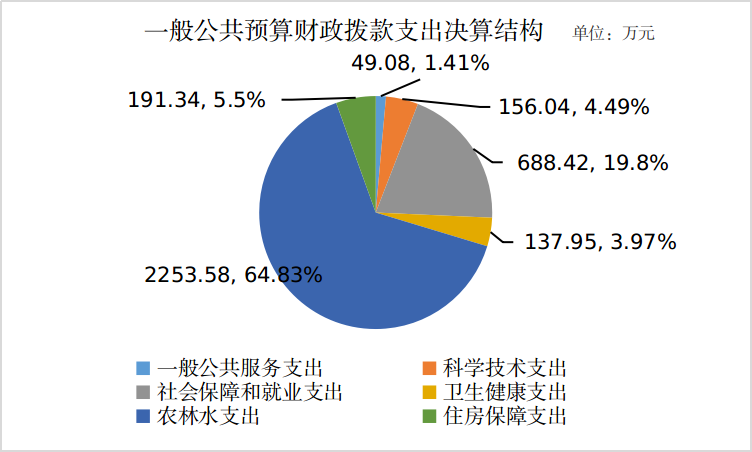 一般公共预算财政拨款支出决算结构 单位：万元
49.08, 1.41%
191.34, 5.5%
156.04, 4.49%
688.42, 19.8%
137.95, 3.97%
2253.58, 64.83%
一般公共服务支出 科学技术支出
社会保障和就业支出 卫生健康支出
农林水支出 住房保障支出